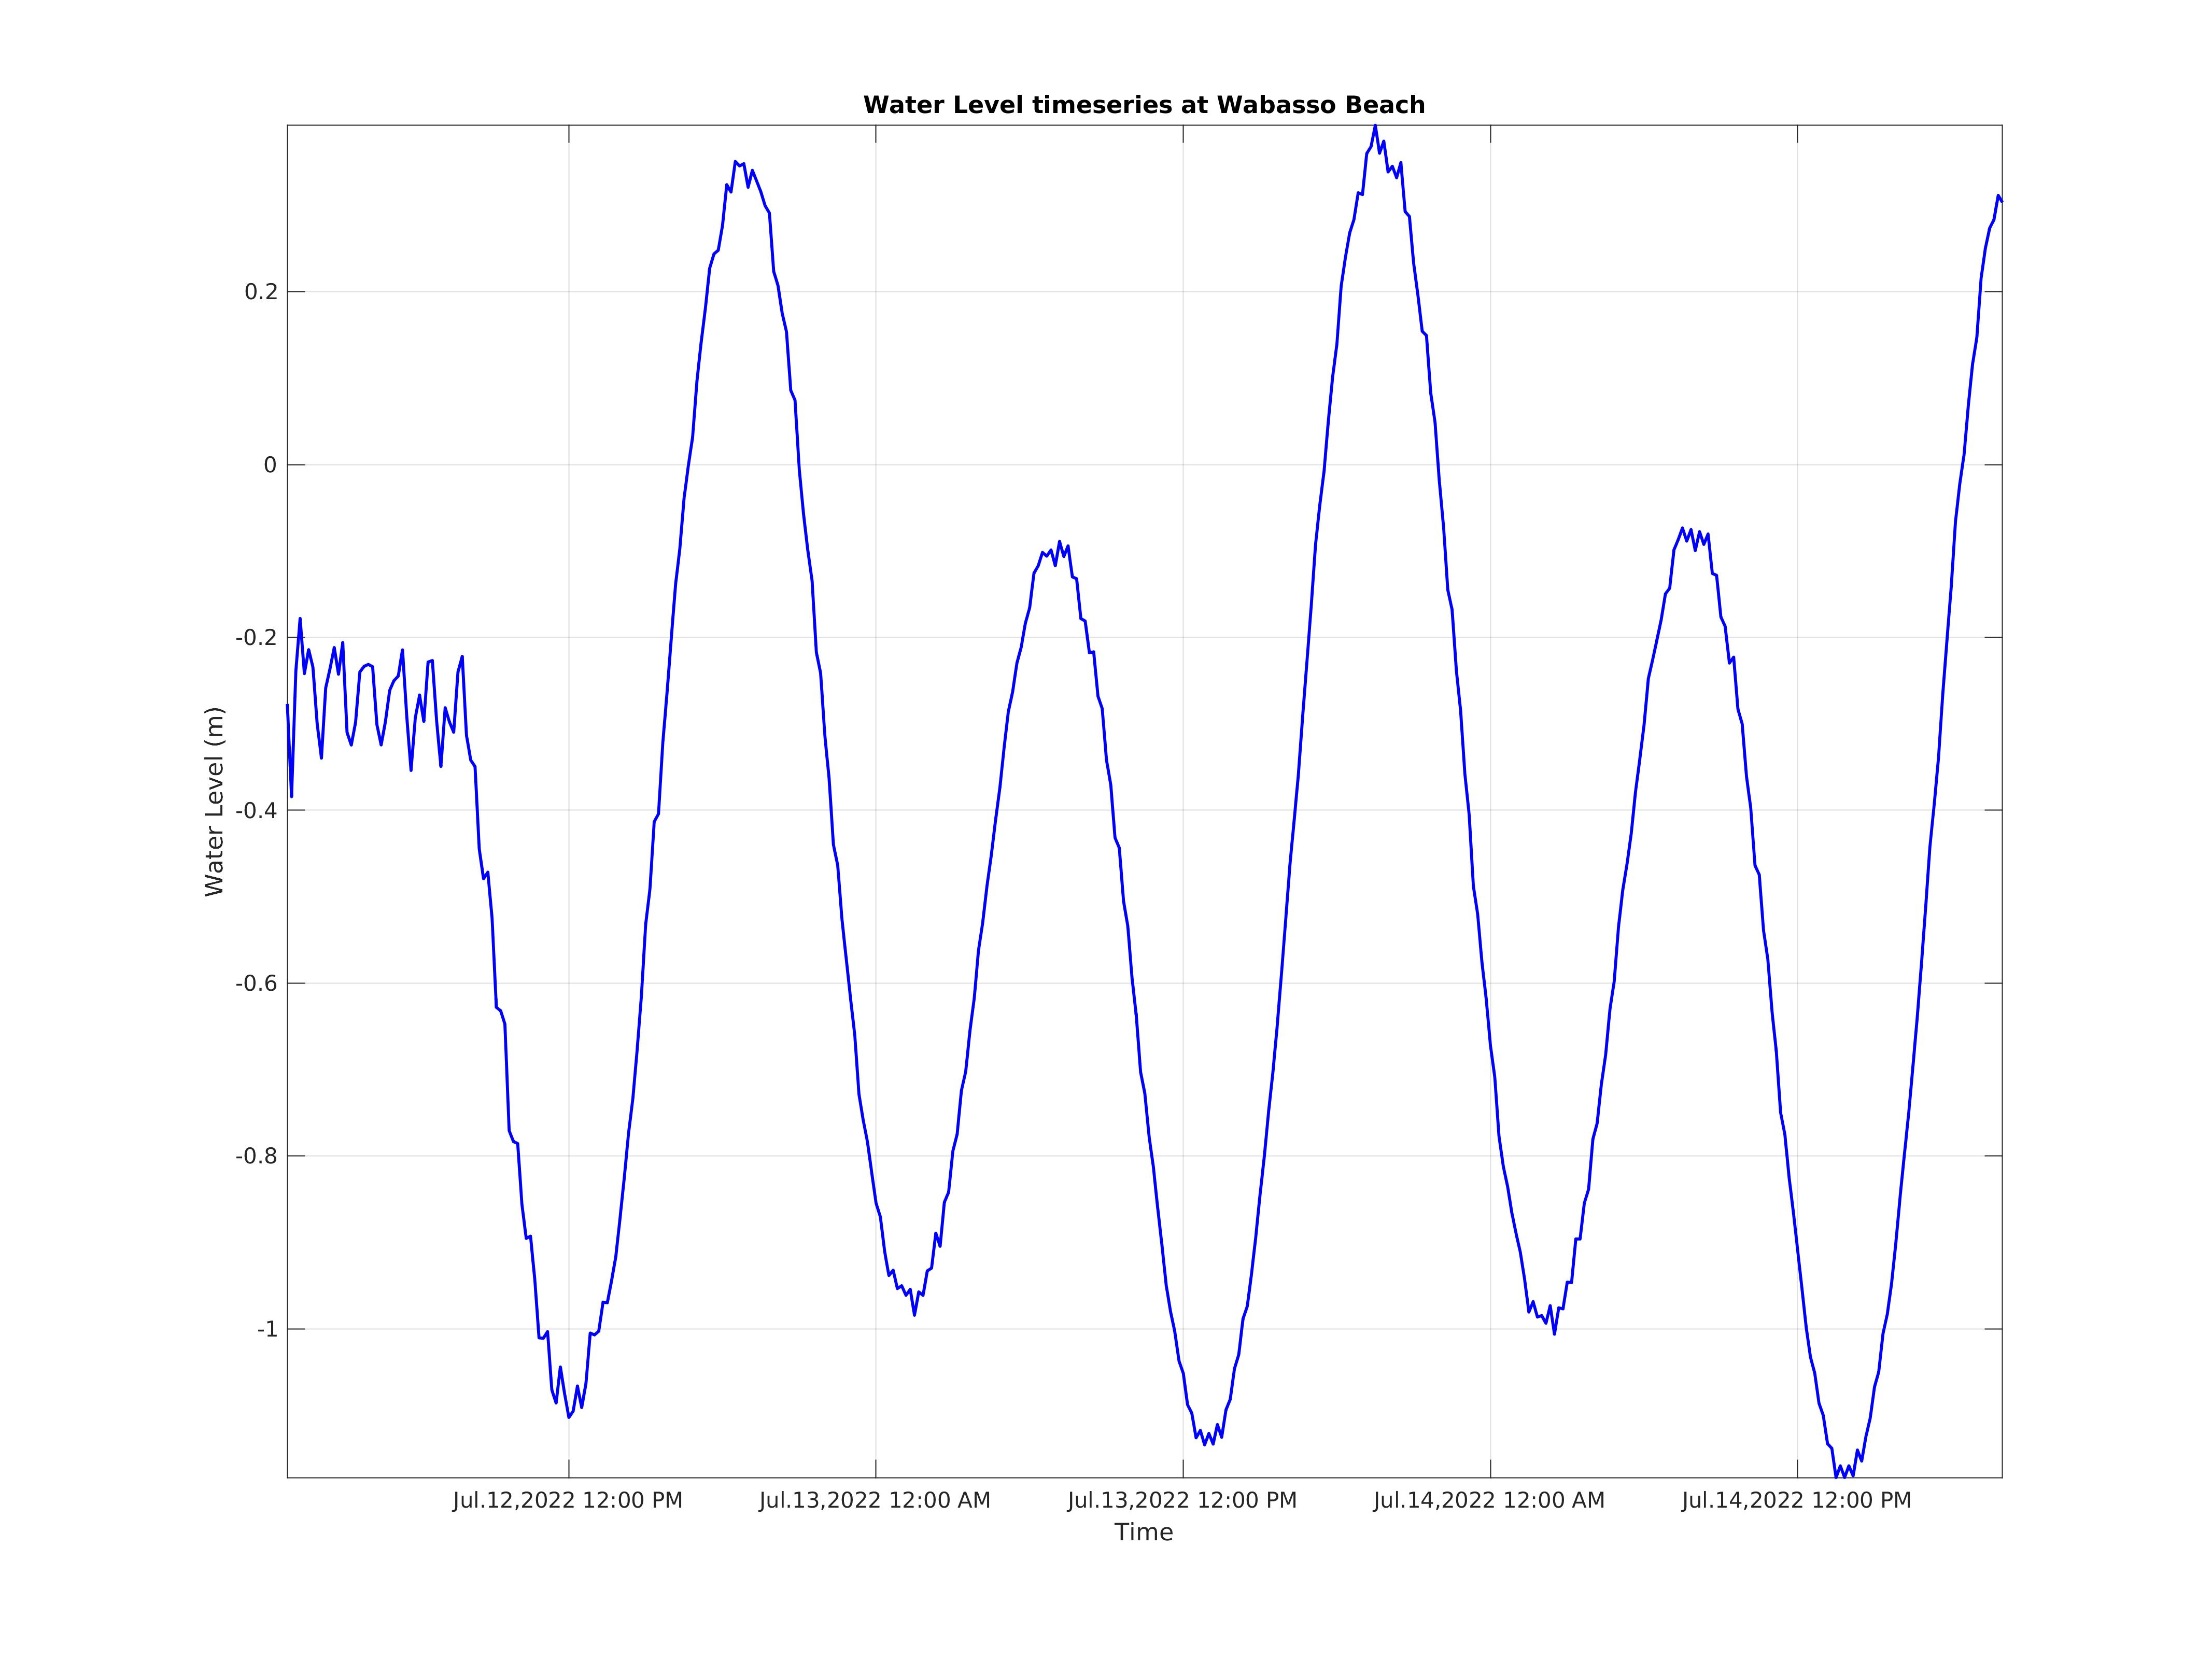 Water Level timeseries at Wabasso Beach
0.2
0
-0.2
-0.4
-0.6
-0.8
-1
Water Level (m)
Jul.12,2022 12:00 PM
Jul.13,2022 12:00 AM
Jul.13,2022 12:00 PM
Jul.14,2022 12:00 AM
Jul.14,2022 12:00 PM
Time